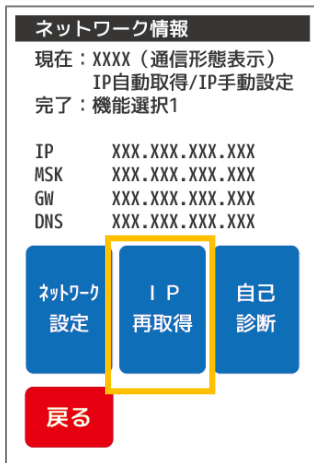 ネットワーク情報
現在：XXXX（通信形態表示）
IP自動取得/IP手動設定
完了：機能選択1
IP XXX.XXX.XXX.XXX
MSK XXX.XXX.XXX.XXX
GW XXX.XXX.XXX.XXX
DNS XXX.XXX.XXX.XXX
ﾈｯﾄﾜｰｸ
設定
ＩＰ
再取得
自己
診断
戻る